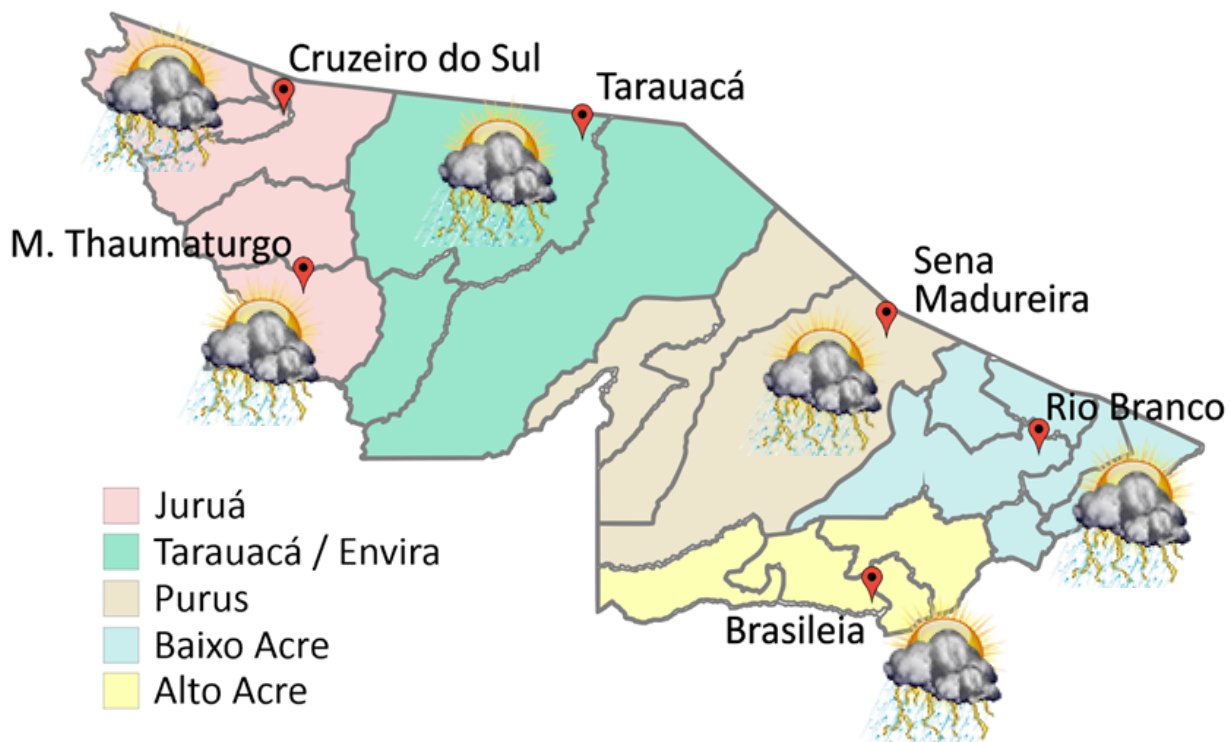 Cruzeiro do Sul
Tarauacá
M. Thaumaturgo
Sena
Madureira
Rio Branco
Brasileia
Juruá
Tarauacá / Envira
Purus
Baixo Acre
Alto Acre